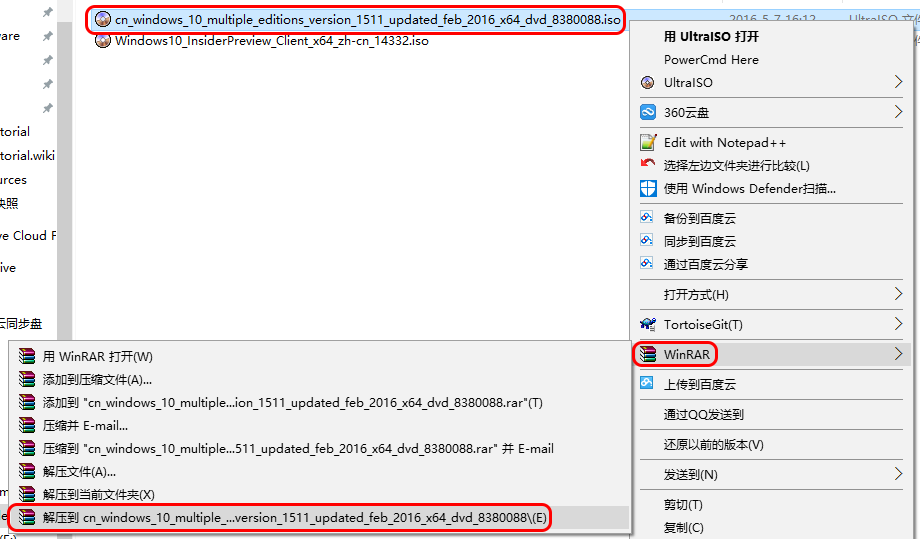 cn_windows_10_multiple_editions_version_1511_updated_feb_2016_x64_dvd_8380088.iso
Windows10_InsiderPreview_Client_x64_zh-cn_14332.iso
2016-5-7 16:12
UltraISO 文件
ware
torial
torial.wiki
urces
快照
ve Cloud F
ive
云同步盘
用 UltraISO 打开
PowerCmd Here
UltraISO
360云盘
Edit with Notepad++
选择左边文件夹进行比较(L)
使用 Windows Defender扫描...
备份到百度云
同步到百度云
通过百度云分享
打开方式(H)
TortoiseGit(T)
WinRAR
上传到百度云
通过QQ发送到
还原以前的版本(V)
发送到(N)
剪切(T)
复制(C)
用 WinRAR 打开(W)
添加到压缩文件(A)...
添加到 "cn_windows_10_multiple...ion_1511_updated_feb_2016_x64_dvd_8380088.rar"(T)
压缩并 E-mail...
压缩到 "cn_windows_10_multiple...511_updated_feb_2016_x64_dvd_8380088.rar" 并 E-mail
解压文件(A)...
解压到当前文件夹(X)
解压到 cn_windows_10_multiple_...version_1511_updated_feb_2016_x64_dvd_8380088\(E)